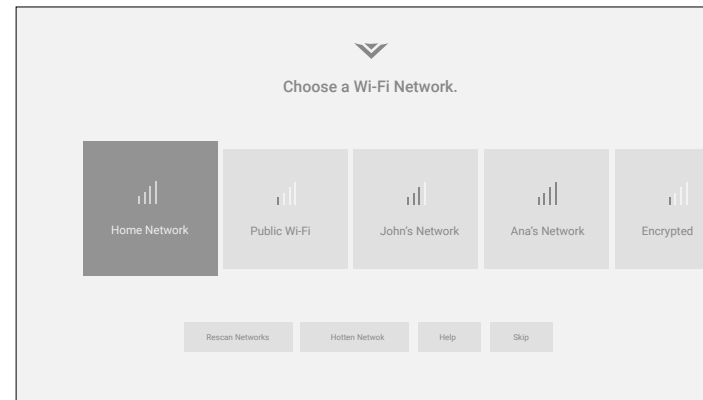 Choose a Wi-Fi Network.
Home Network
Public Wi-Fi
John's Network
Ana's Network
Encrypted
Rescan Networks
Hotten Netwok
Help
Skip